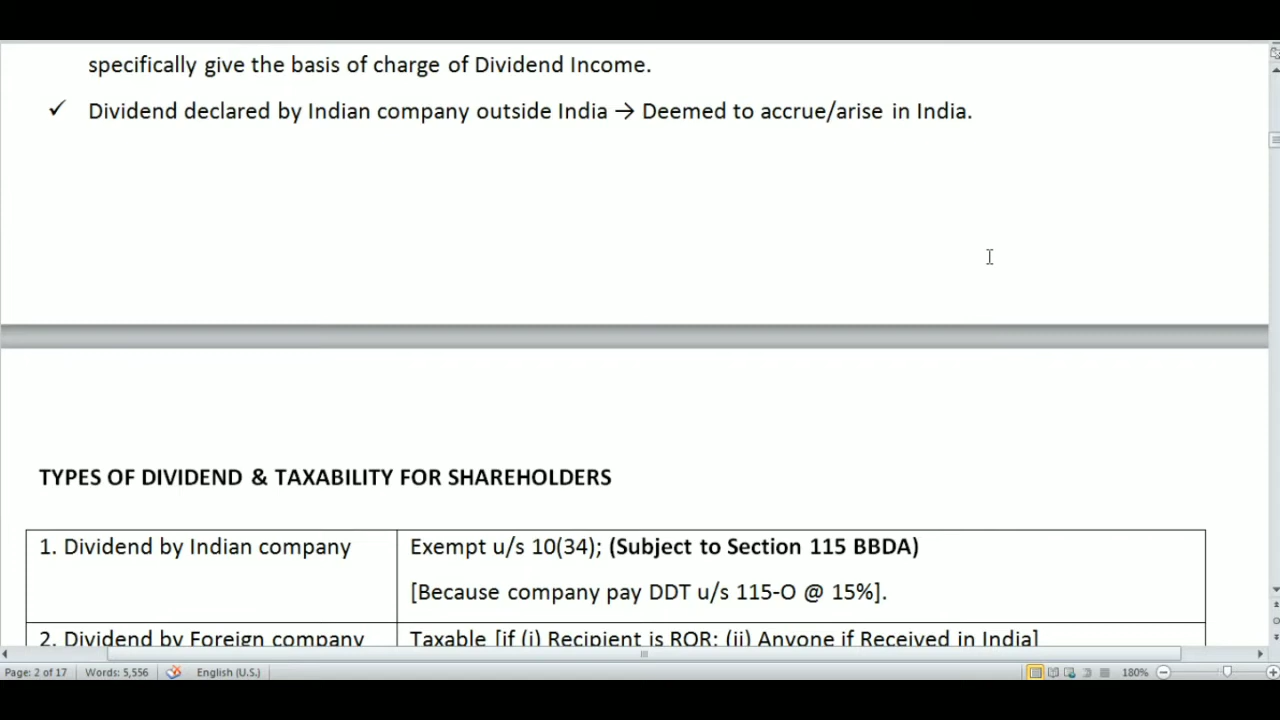 specifically give the basis of charge of Dividend Income.
✓ Dividend declared by Indian company outside India → Deemed to accrue/arise in India.
TYPES OF DIVIDEND & TAXABILITY FOR SHAREHOLDERS
1. Dividend by Indian company
Exempt u/s 10(34); (Subject to Section 115 BBDA)
[Because company pay DDT u/s 115-O @ 15%].
2. Dividend by Foreign company
Taxable [if (i) Recipient is ROR; (ii) Anyone if Received in India]
Page: 2 of 17 Words: 5,556 English (U.S.) 180%